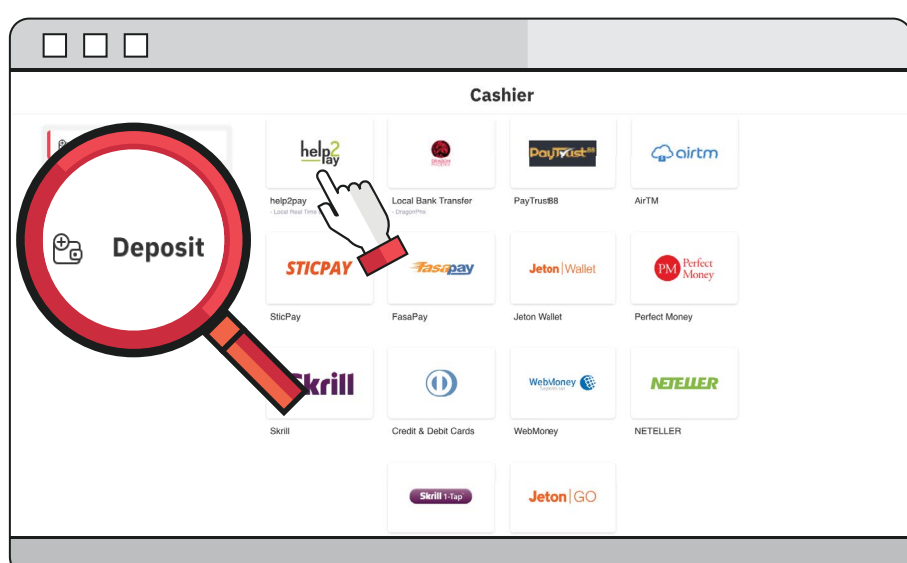 Cashier
Deposit
help2
Pay
PayTrust88
airtm
help2pay
Local Bank Transfer
PayTrust88
AirTM
- Local Real Time
- DragonPhx
STICPAY
Fasapay
Jeton Wallet
PM Perfect
Money
SticPay
FasaPay
Jeton Wallet
Perfect Money
Skrill
WebMoney
NETELLER
Skrill
Credit & Debit Cards
WebMoney
NETELLER
Skrill 1-Tap
Jeton GO